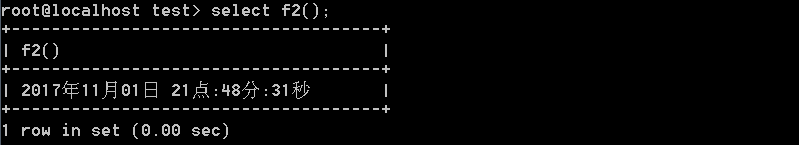 root@localhost test> select f2();
+-------------------------------------+
| f2()                                |
+-------------------------------------+
| 2017年11月01日 21点:48分:31秒       |
+-------------------------------------+
1 row in set (0.00 sec)